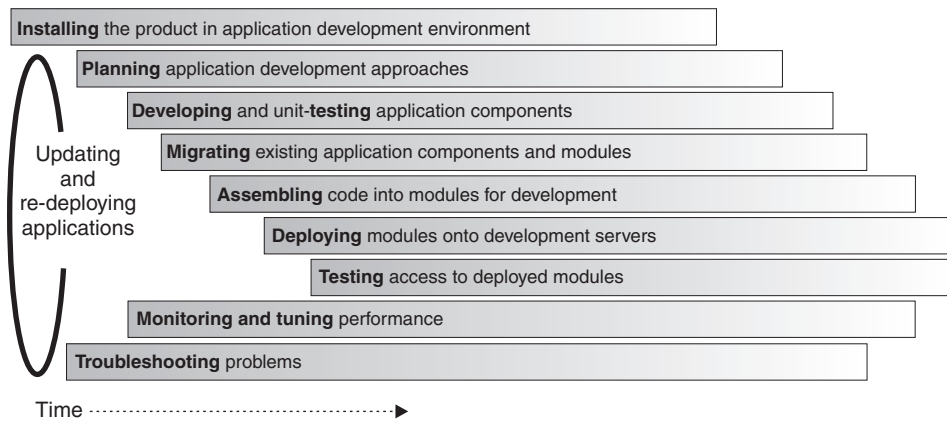 Installing the product in application development environment
Planning application development approaches
Developing and unit-testing application components
Migrating existing application components and modules
Assembling code into modules for development
Deploying modules onto development servers
Testing access to deployed modules
Monitoring and tuning performance
Troubleshooting problems
Updating
and
re-deploying
applications
Time